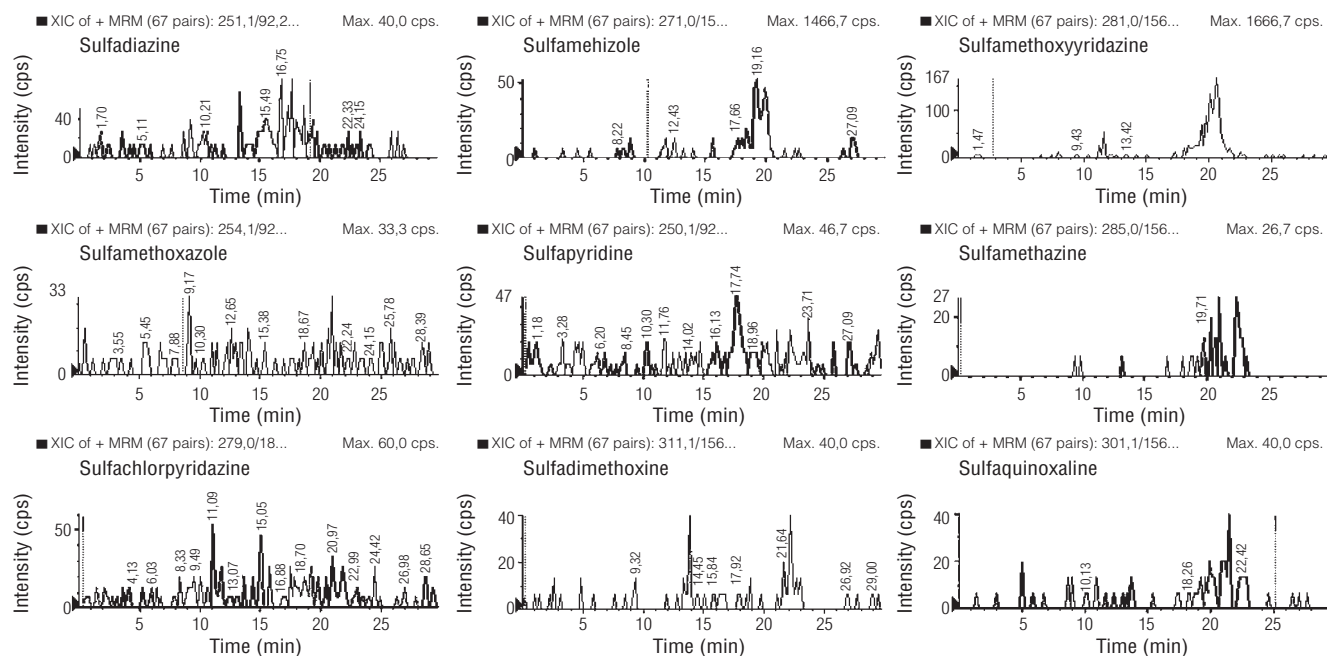 XIC of + MRM (67 pairs): 251,1/92,2... Max. 40,0 cps.
Sulfadiazine
Intensity (cps)
40
0
1,70
5,11
10,21
15,49
16,75
22,33
24,15
5 10 15 20 25
Time (min)
XIC of + MRM (67 pairs): 271,0/15... Max. 1466,7 cps.
Sulfamehizole
Intensity (cps)
50
0
8,22
12,43
17,66
19,16
27,09
5 10 15 20 25
Time (min)
XIC of + MRM (67 pairs): 281,0/156... Max. 1666,7 cps.
Sulfamethoxyyridazine
Intensity (cps)
167
100
0
1,47
9,43
13,42
5 10 15 20 25
Time (min)
XIC of + MRM (67 pairs): 254,1/92... Max. 33,3 cps.
Sulfamethoxazole
Intensity (cps)
33
0
3,55
5,45
7,88
9,17
10,30
12,65
15,38
18,67
22,24
24,15
25,78
28,39
5 10 15 20 25
Time (min)
XIC of + MRM (67 pairs): 250,1/92... Max. 46,7 cps.
Sulfapyridine
Intensity (cps)
47
0
1,18
3,28
6,20
8,45
10,30
11,76
14,02
16,13
17,74
18,96
23,71
27,09
5 10 15 20 25
Time (min)
XIC of + MRM (67 pairs): 285,0/156... Max. 26,7 cps.
Sulfamethazine
Intensity (cps)
27
20
0
19,71
5 10 15 20 25
Time (min)
XIC of + MRM (67 pairs): 279,0/18... Max. 60,0 cps.
Sulfachlorpyridazine
Intensity (cps)
50
0
4,13
6,03
8,33
9,49
11,09
13,07
15,05
16,88
18,70
20,97
22,99
24,42
26,98
28,65
5 10 15 20 25
Time (min)
XIC of + MRM (67 pairs): 311,1/156... Max. 40,0 cps.
Sulfadimethoxine
Intensity (cps)
40
20
0
9,32
14,45
15,84
17,92
21,64
26,92
29,00
5 10 15 20 25
Time (min)
XIC of + MRM (67 pairs): 301,1/156... Max. 40,0 cps.
Sulfaquinoxaline
Intensity (cps)
40
20
0
10,13
18,26
22,42
5 10 15 20 25
Time (min)